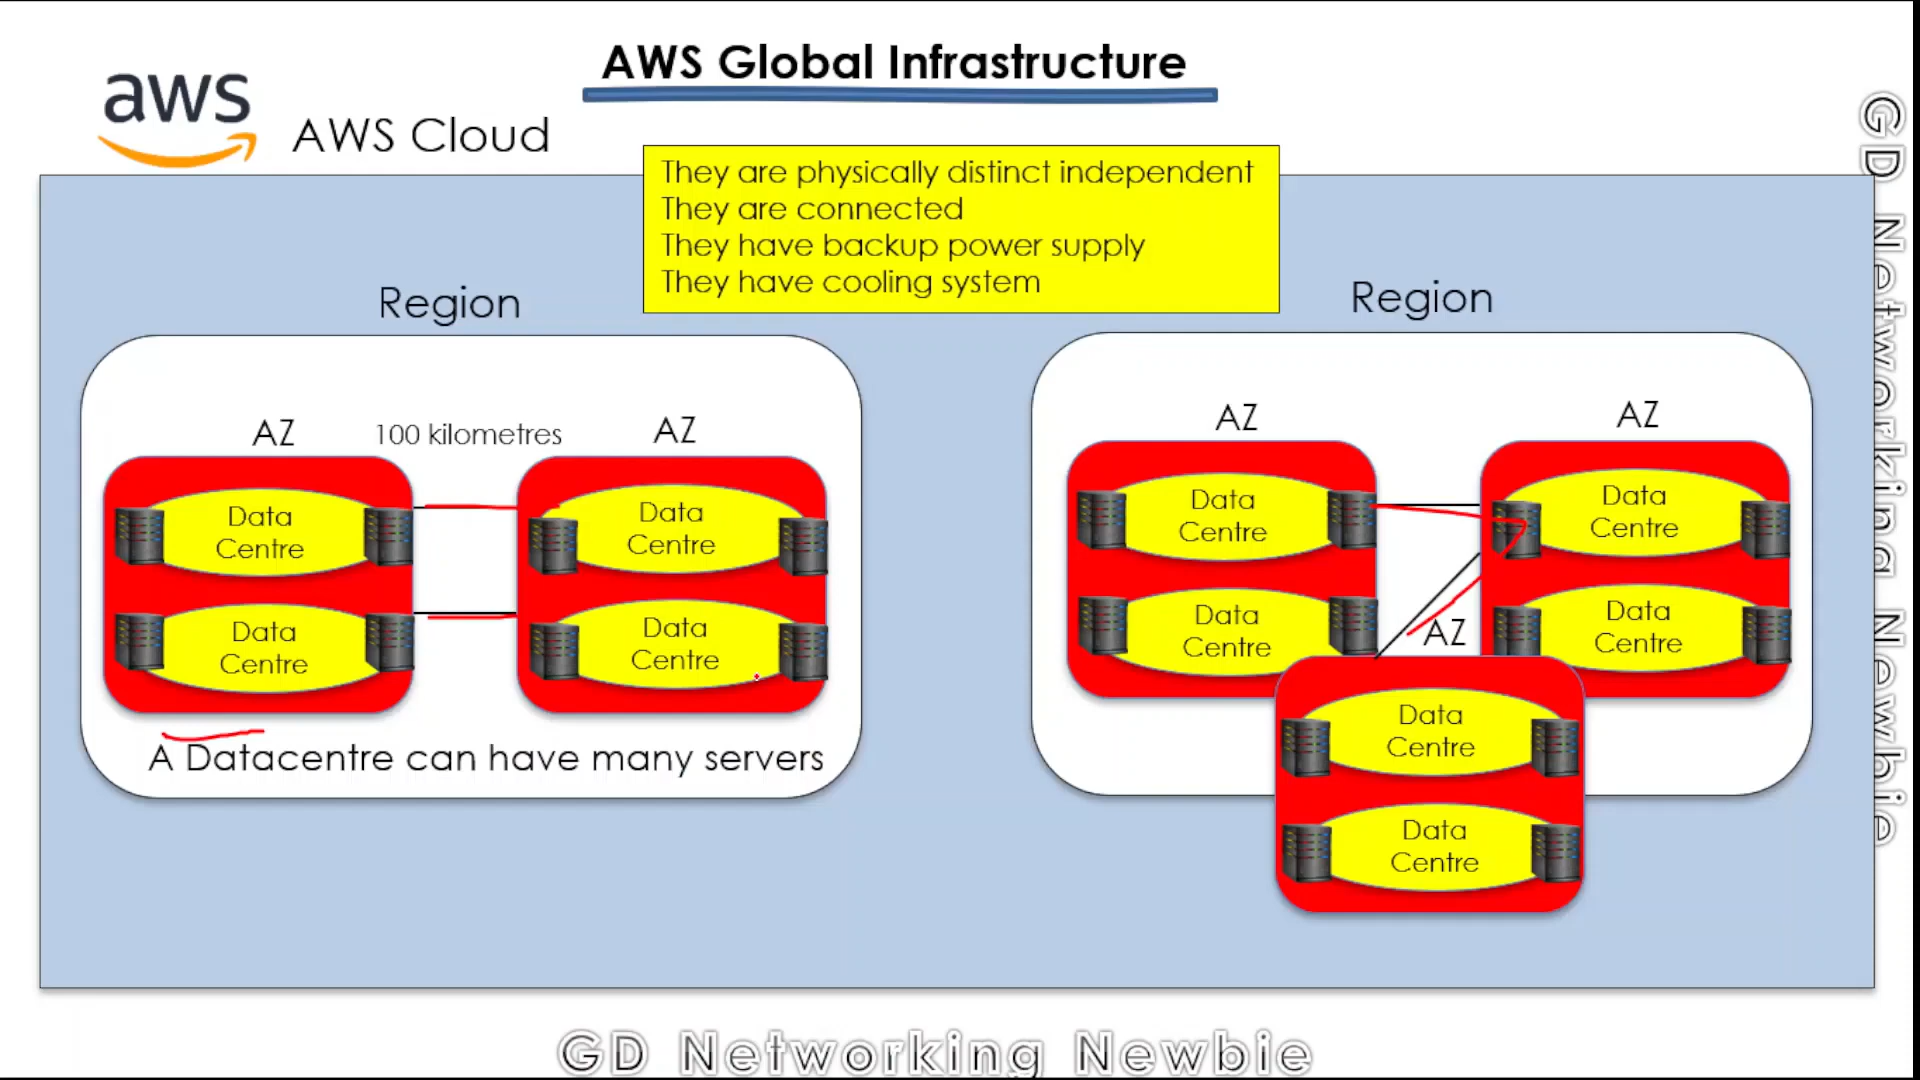 AWS Global Infrastructure
aws
AWS Cloud
They are physically distinct independent
They are connected
They have backup power supply
They have cooling system
Region
AZ
100 kilometres
AZ
Data
Centre
Data
Centre
Data
Centre
Data
Centre
A Datacentre can have many servers
Region
AZ
AZ
Data
Centre
Data
Centre
Data
Centre
Data
Centre
AZ
Data
Centre
Data
Centre
GD Networking Newbie
GD Networking Newbie